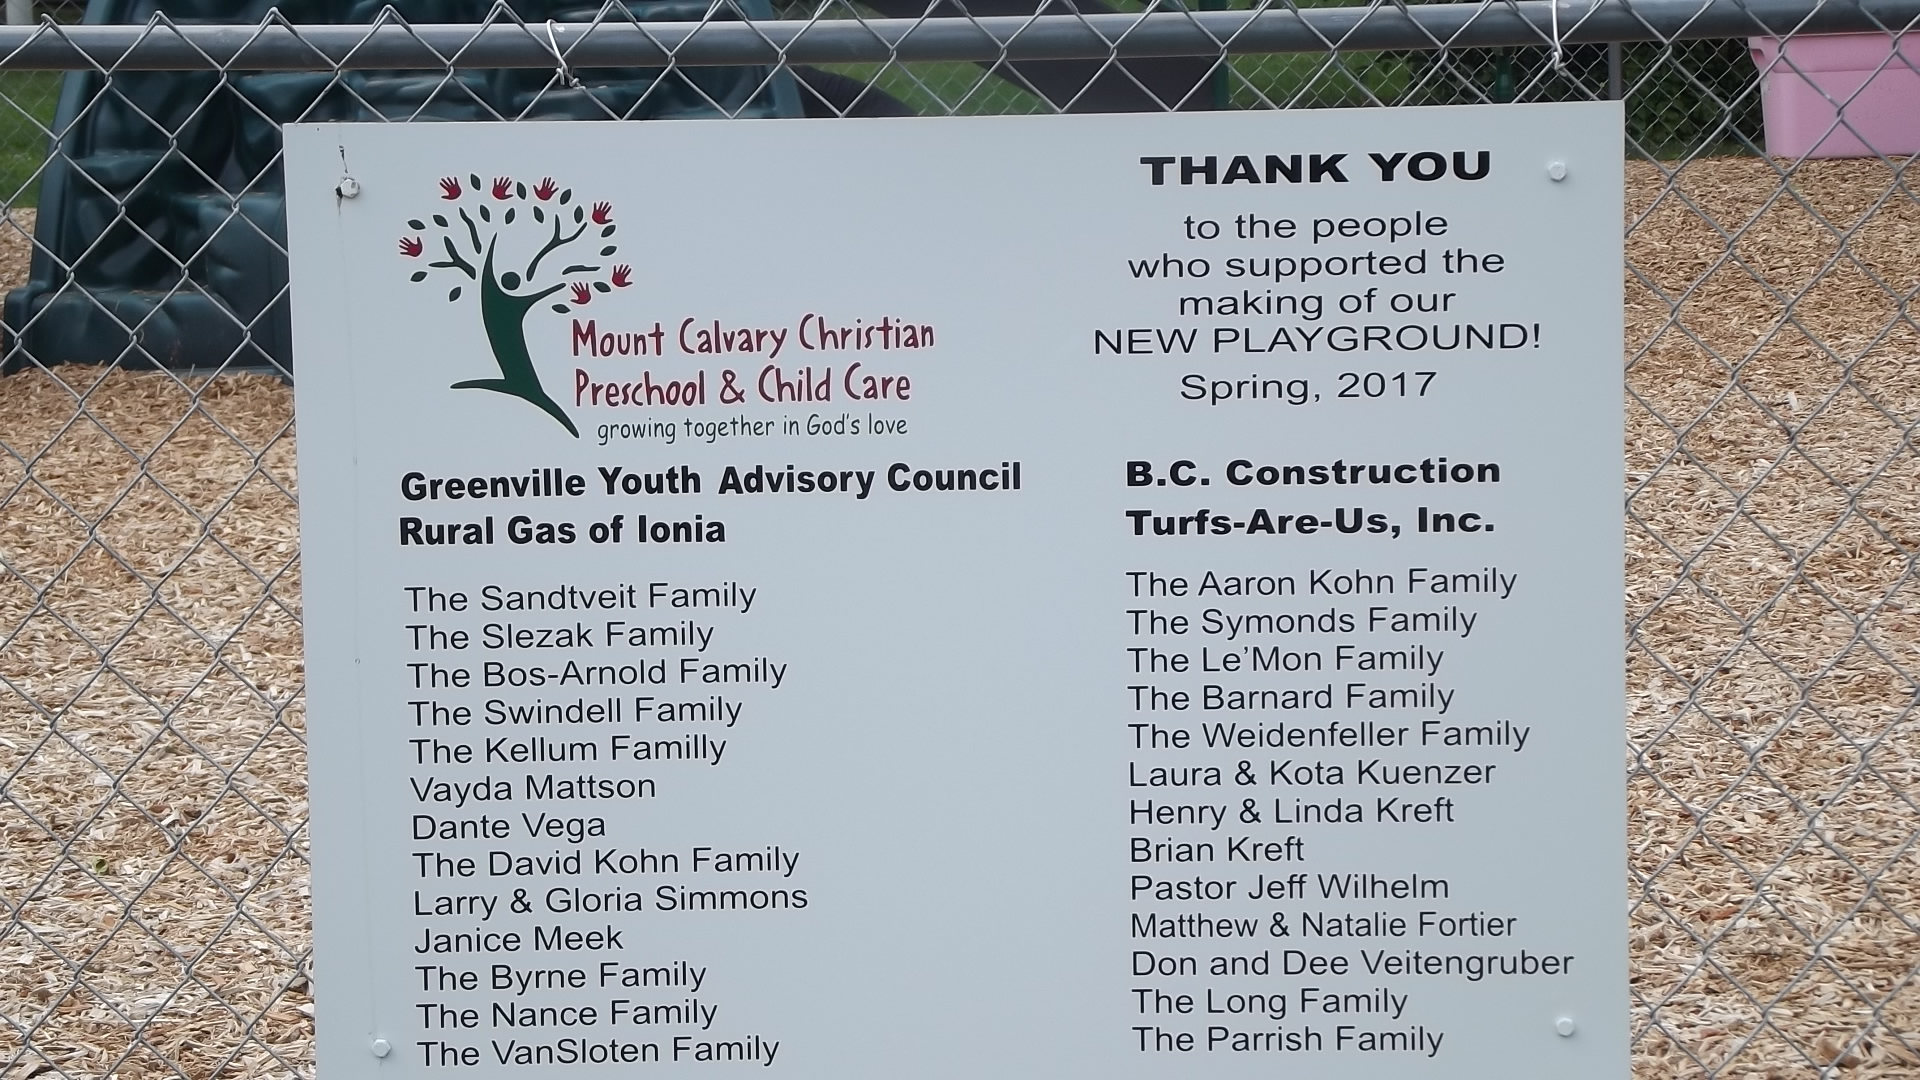 Mount Calvary Christian
Preschool & Child Care
growing together in God's love
THANK YOU
to the people
who supported the
making of our
NEW PLAYGROUND!
Spring, 2017
Greenville Youth Advisory Council
Rural Gas of Ionia
The Sandtveit Family
The Slezak Family
The Bos-Arnold Family
The Swindell Family
The Kellum Familly
Vayda Mattson
Dante Vega
The David Kohn Family
Larry & Gloria Simmons
Janice Meek
The Byrne Family
The Nance Family
The VanSloten Family
B.C. Construction
Turfs-Are-Us, Inc.
The Aaron Kohn Family
The Symonds Family
The Le’Mon Family
The Barnard Family
The Weidenfeller Family
Laura & Kota Kuenzer
Henry & Linda Kreft
Brian Kreft
Pastor Jeff Wilhelm
Matthew & Natalie Fortier
Don and Dee Veitengruber
The Long Family
The Parrish Family